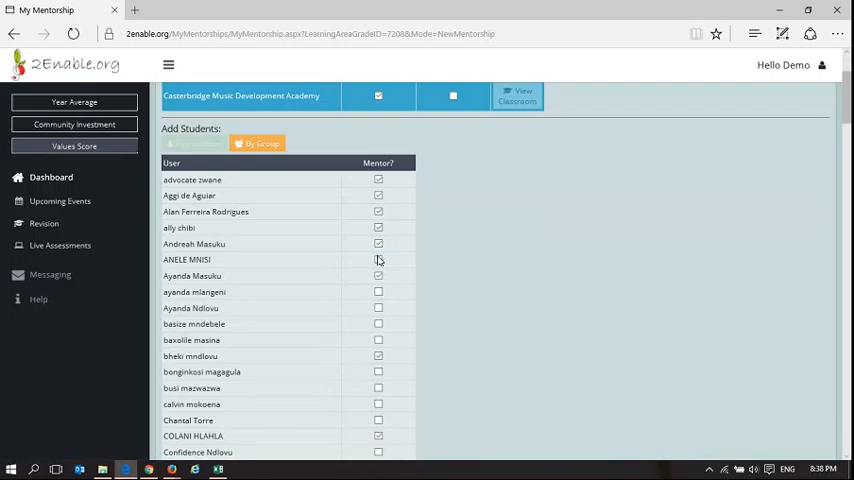 My Mentorships
2enable.org/MyMentorships/MyMentorship.aspx?LearningAreaGradeID=7208&Mode=NewMentorship
2Enable.org
Hello Demo
Year Average
Community Investment
Values Score
Dashboard
Upcoming Events
Revision
Live Assessments
Messaging
Help
Casterbridge Music Development Academy
View
Classroom
Add Students:
By Group
User Mentor?
advocate zwane
Aggi de Aguiar
Alan Ferreira Rodrigues
ally chibi
Andreah Masuku
ANELE MNISI
Ayanda Masuku
ayanda mlangeni
Ayanda Ndlovu
basize mndebele
baxolile masina
bheki mndlovu
bonginkosi magagula
busi mazwazwa
calvin mokoena
Chantal Torre
COLANI HLAHLA
Confidence Ndlovu
ENG
8:38 PM